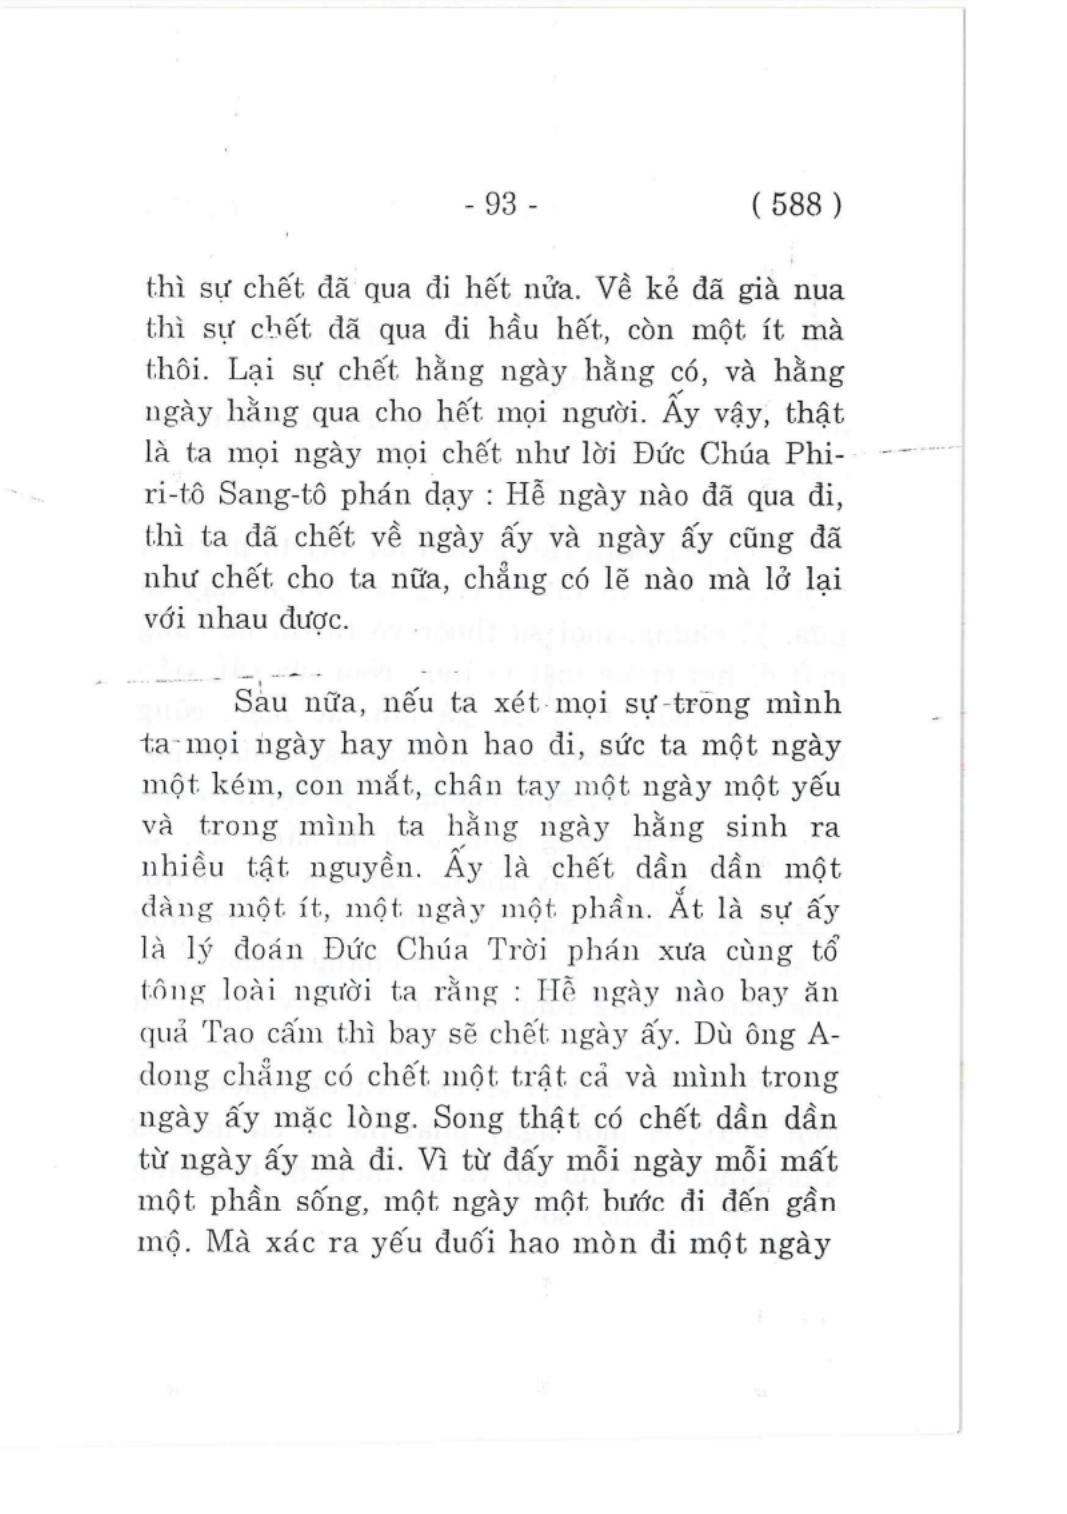 - 93 - ( 588 )
thì sự chết đã qua đi hết nửa. Về kẻ đã già nua
thì sự chết đã qua đi hầu hết, còn một ít mà
thôi. Lại sự chết hằng ngày hằng có, và hằng
ngày hằng qua cho hết mọi người. Ấy vậy, thật
là ta mọi ngày mọi chết như lời Đức Chúa Phi-
ri-tô Sang-tô phán dạy : Hễ ngày nào đã qua đi,
thì ta đã chết về ngày ấy và ngày ấy cũng đã
như chết cho ta nữa, chẳng có lẽ nào mà lở lại
với nhau được.
Sau nữa, nếu ta xét mọi sự trong mình
ta mọi ngày hay mòn hao đi, sức ta một ngày
một kém, con mắt, chân tay một ngày một yếu
và trong mình ta hằng ngày hằng sinh ra
nhiều tật nguyền. Ấy là chết dần dần một
đàng một ít, một ngày một phần. Ắt là sự ấy
là lý đoán Đức Chúa Trời phán xưa cùng tổ
tông loài người ta rằng : Hễ ngày nào bay ăn
quả Tao cấm thì bay sẽ chết ngày ấy. Dù ông A-
dong chẳng có chết một trật cả và mình trong
ngày ấy mặc lòng. Song thật có chết dần dần
từ ngày ấy mà đi. Vì từ đấy mỗi ngày mỗi mất
một phần sống, một ngày một bước đi đến gần
mộ. Mà xác ra yếu đuối hao mòn đi một ngày